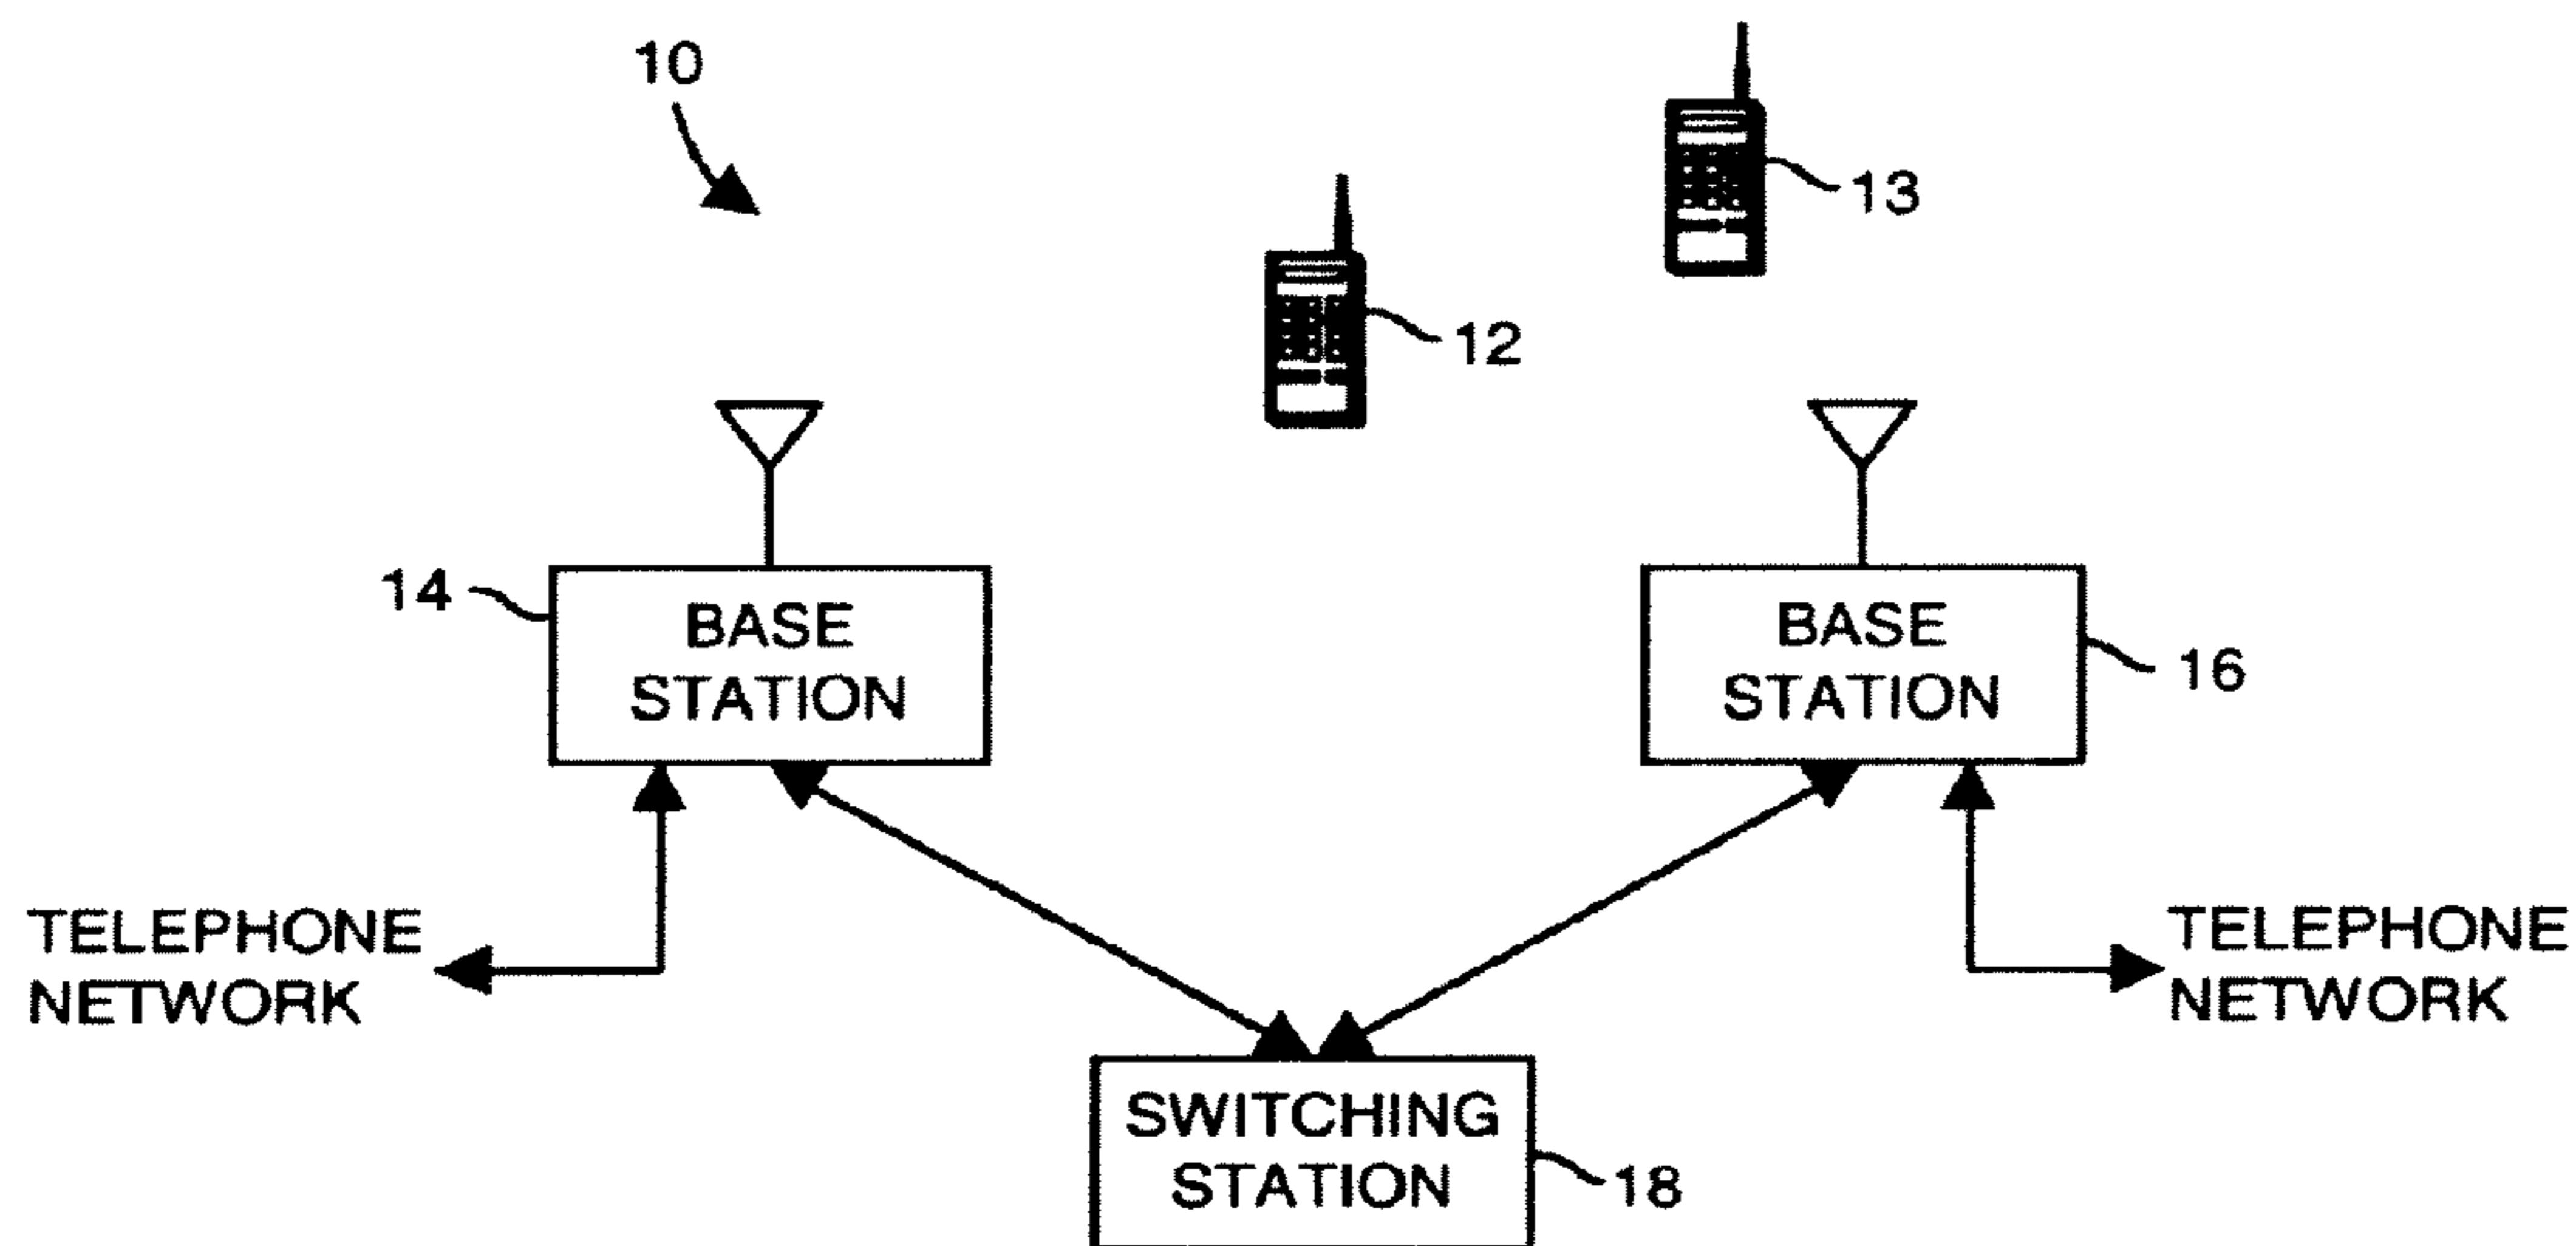 10
13
12
14
BASE
STATION
BASE
STATION
16
TELEPHONE
NETWORK
TELEPHONE
NETWORK
SWITCHING
STATION
18